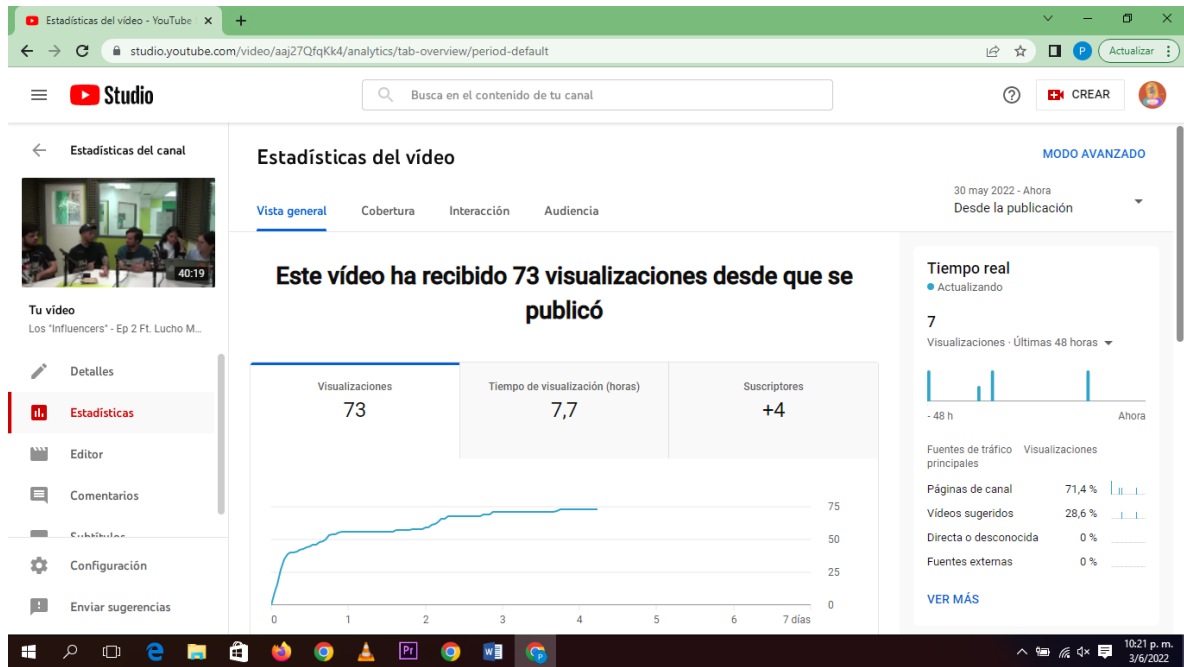 Estadísticas del vídeo - YouTube
studio.youtube.com/video/aaj27QfqKk4/analytics/tab-overview/period-default
P
Actualizar
Studio
Busca en el contenido de tu canal
CREAR
Estadísticas del canal
40:19
Tu vídeo
Los "Influencers" - Ep 2 Ft. Lucho M...
Detalles
Estadísticas
Editor
Comentarios
Subtítulos
Configuración
Enviar sugerencias
Estadísticas del vídeo
MODO AVANZADO
Vista general
Cobertura
Interacción
Audiencia
30 may 2022 - Ahora
Desde la publicación
Este vídeo ha recibido 73 visualizaciones desde que se
publicó
Visualizaciones
73
Tiempo de visualización (horas)
7,7
Suscriptores
+4
75
50
25
0
0 1 2 3 4 5 6 7 días
Tiempo real
Actualizando
7
Visualizaciones · Últimas 48 horas
- 48 h Ahora
Fuentes de tráfico Visualizaciones
principales
Páginas de canal 71,4 %
Vídeos sugeridos 28,6 %
Directa o desconocida 0 %
Fuentes externas 0 %
VER MÁS
Pr
W
P
10:21 p. m.
3/6/2022